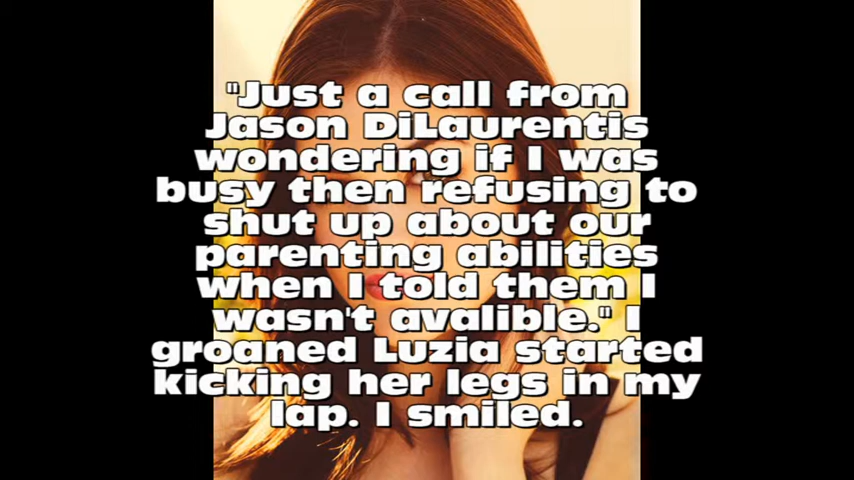 "Just a call from
Jason DiLaurentis
wondering if I was
busy then refusing to
shut up about our
parenting abilities
when I told them I
wasn't avalible." I
groaned Luzia started
kicking her legs in my
lap. I smiled.